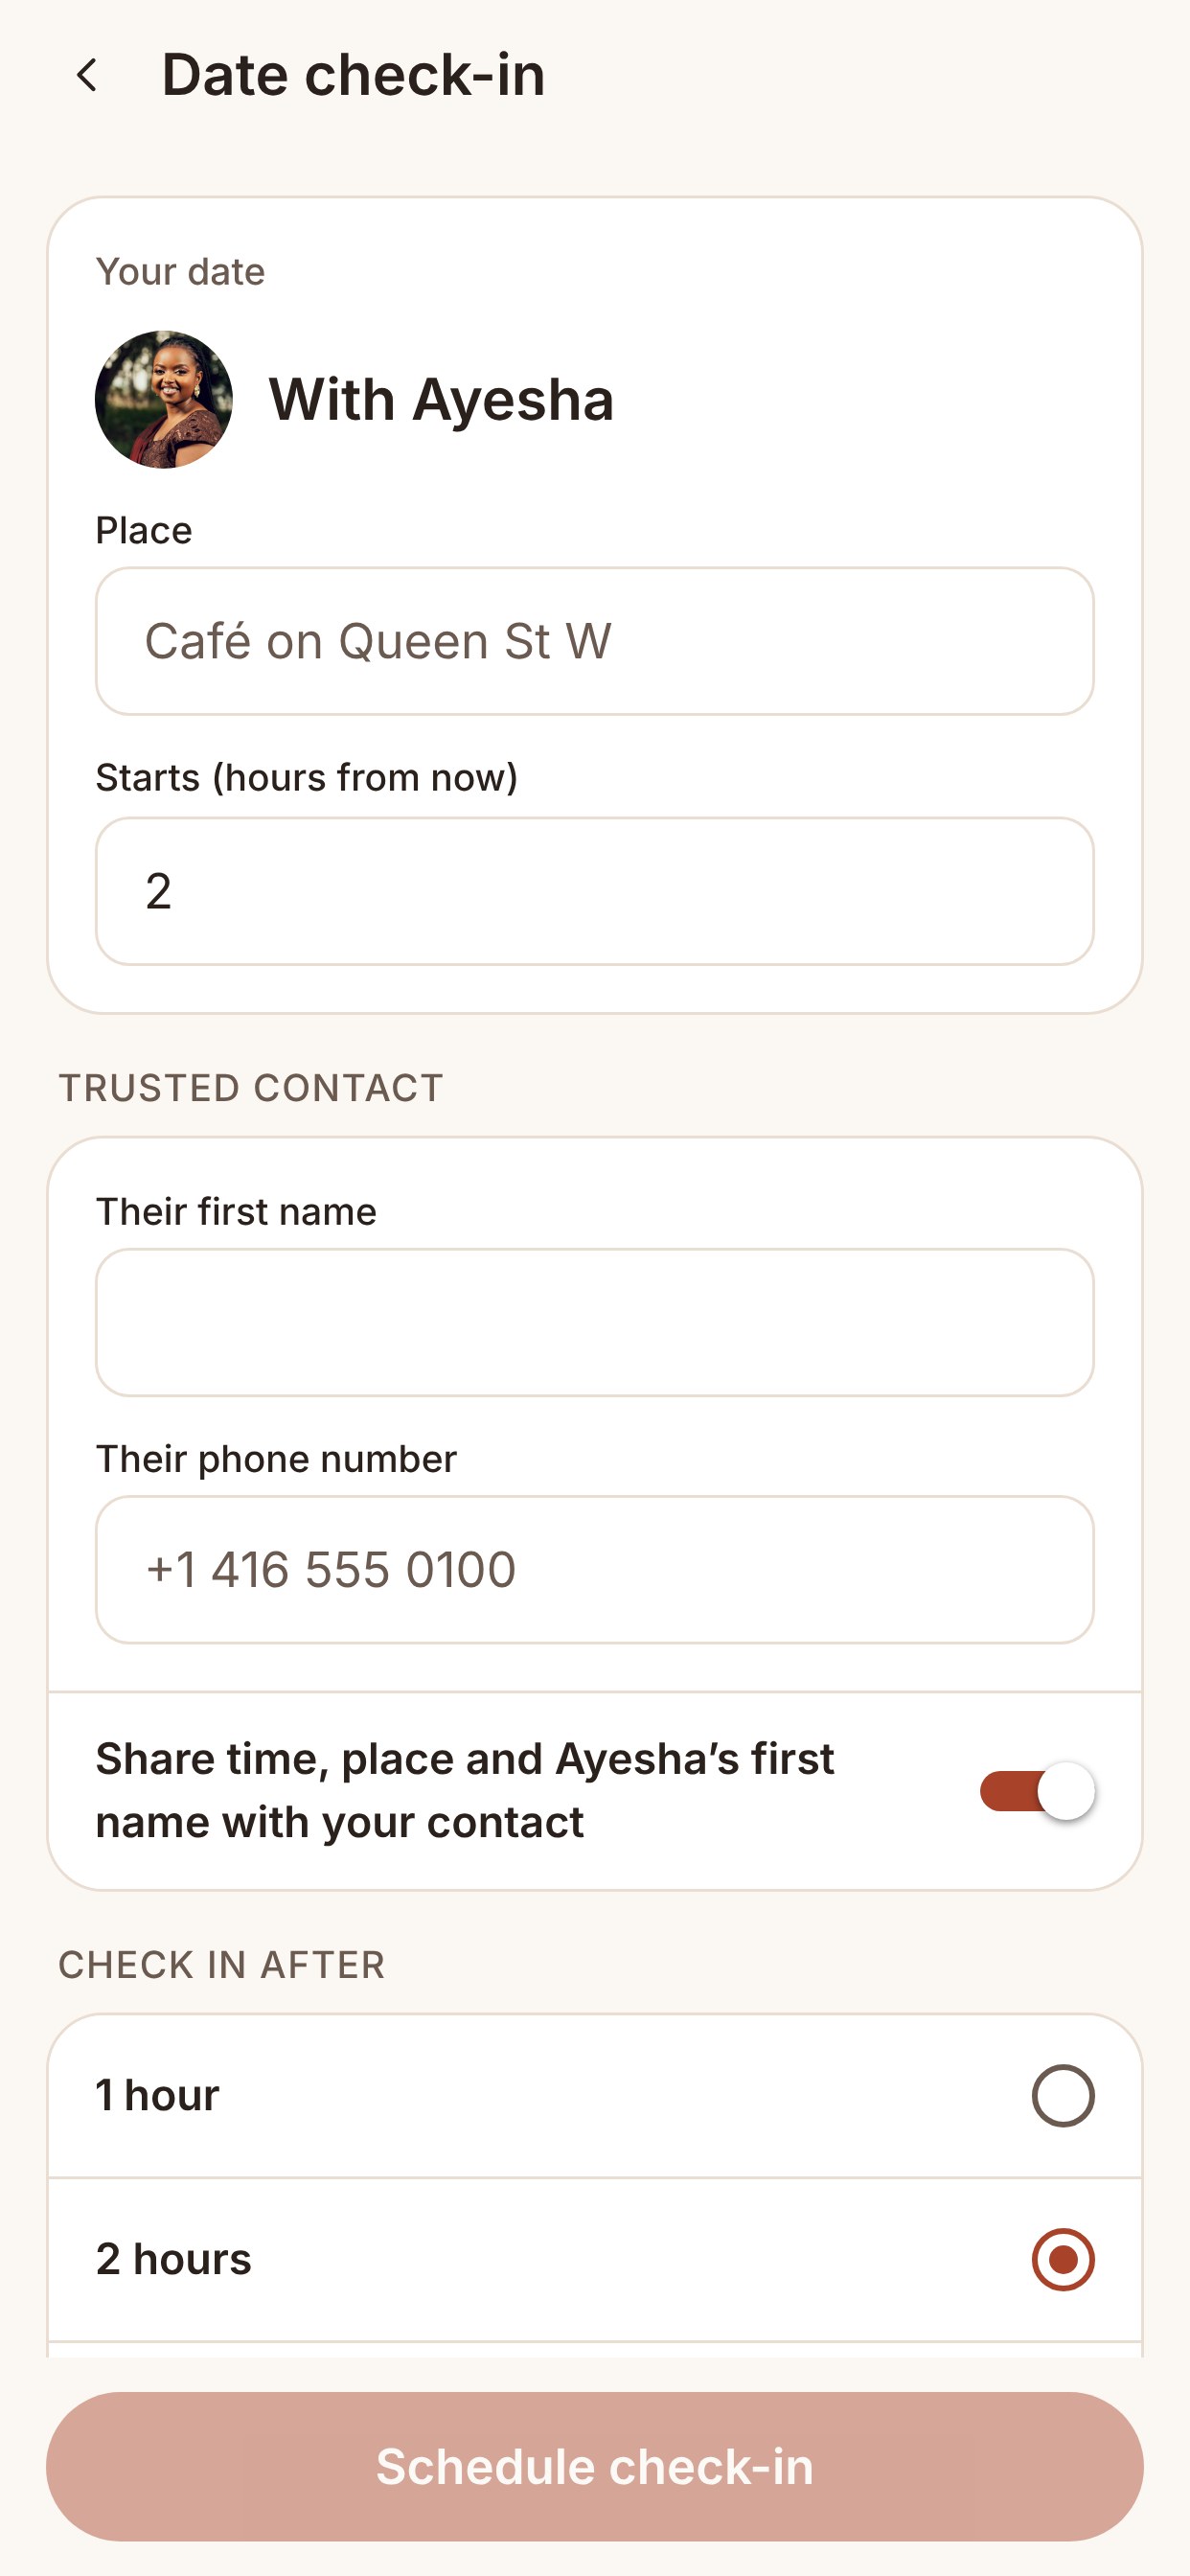 Date check-in
Your date
With Ayesha
Place
Café on Queen St W
Starts (hours from now)
2
TRUSTED CONTACT
Their first name
Their phone number
+1 416 555 0100
Share time, place and Ayesha’s first
name with your contact
CHECK IN AFTER
1 hour
2 hours
Schedule check-in